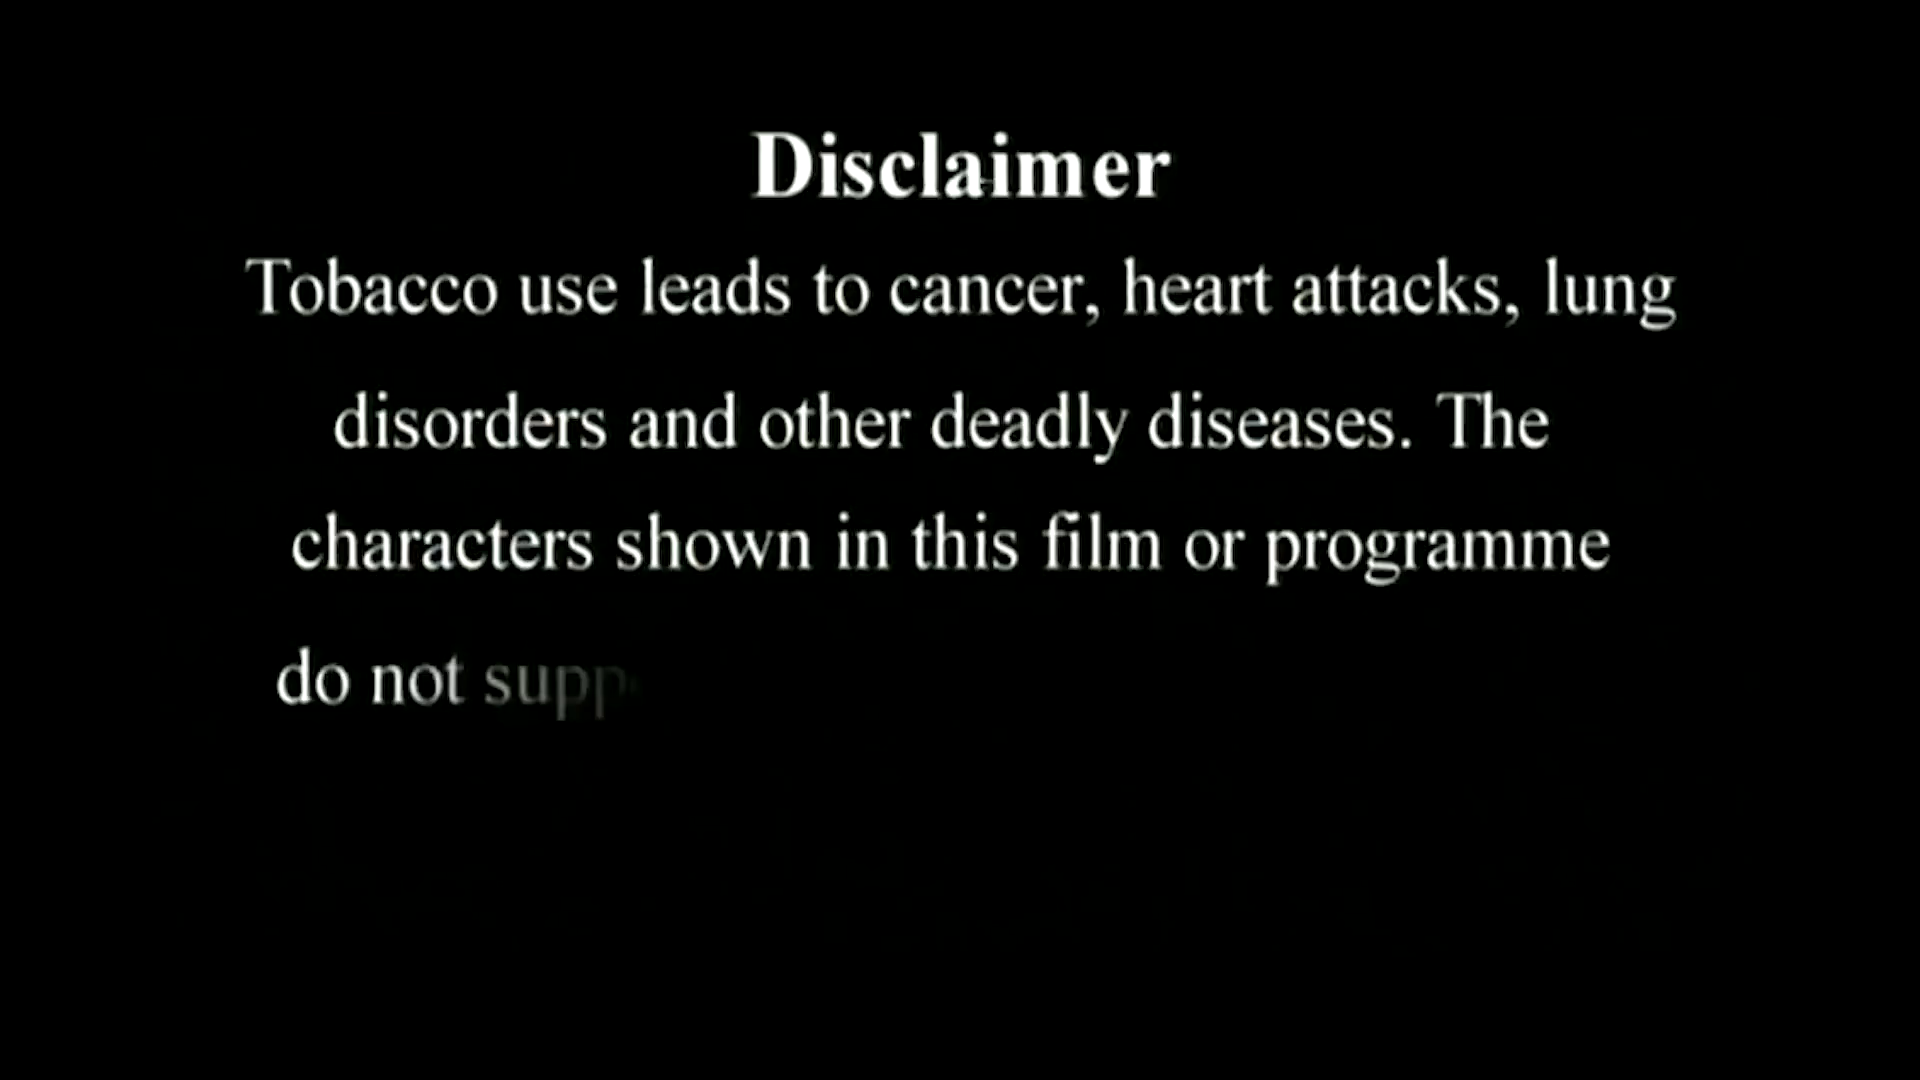 Disclaimer
Tobacco use leads to cancer, heart attacks, lung
disorders and other deadly diseases. The
characters shown in this film or programme
do not